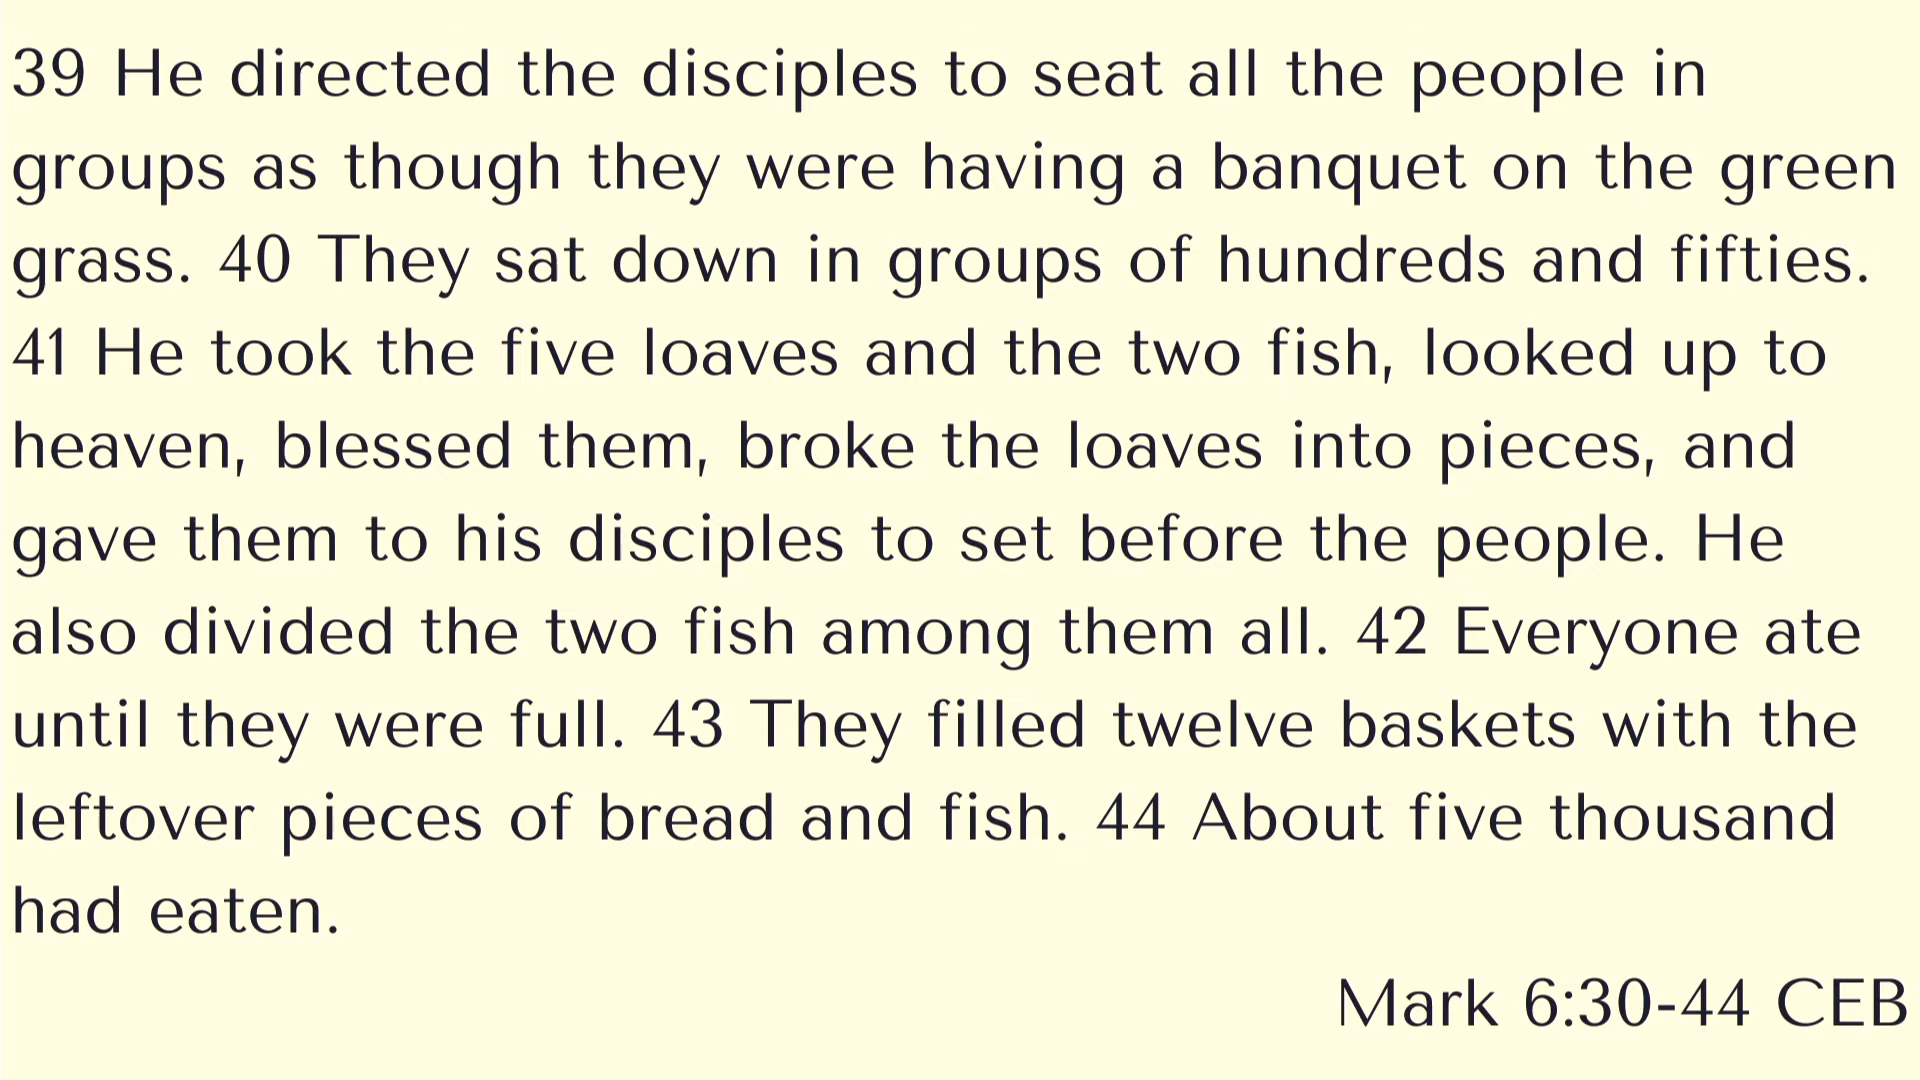 39 He directed the disciples to seat all the people in
groups as though they were having a banquet on the green
grass. 40 They sat down in groups of hundreds and fifties.
41 He took the five loaves and the two fish, looked up to
heaven, blessed them, broke the loaves into pieces, and
gave them to his disciples to set before the people. He
also divided the two fish among them all. 42 Everyone ate
until they were full. 43 They filled twelve baskets with the
leftover pieces of bread and fish. 44 About five thousand
had eaten.
Mark 6:30-44 CEB